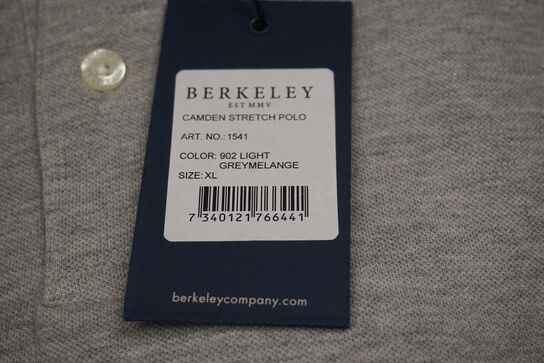 BERKELEY
EST MMV
CAMDEN STRETCH POLO
ART. NO.: 1541
COLOR: 902 LIGHT
GREYMELANGE
SIZE: XL
7 340121 766441
berkeleycompany.com